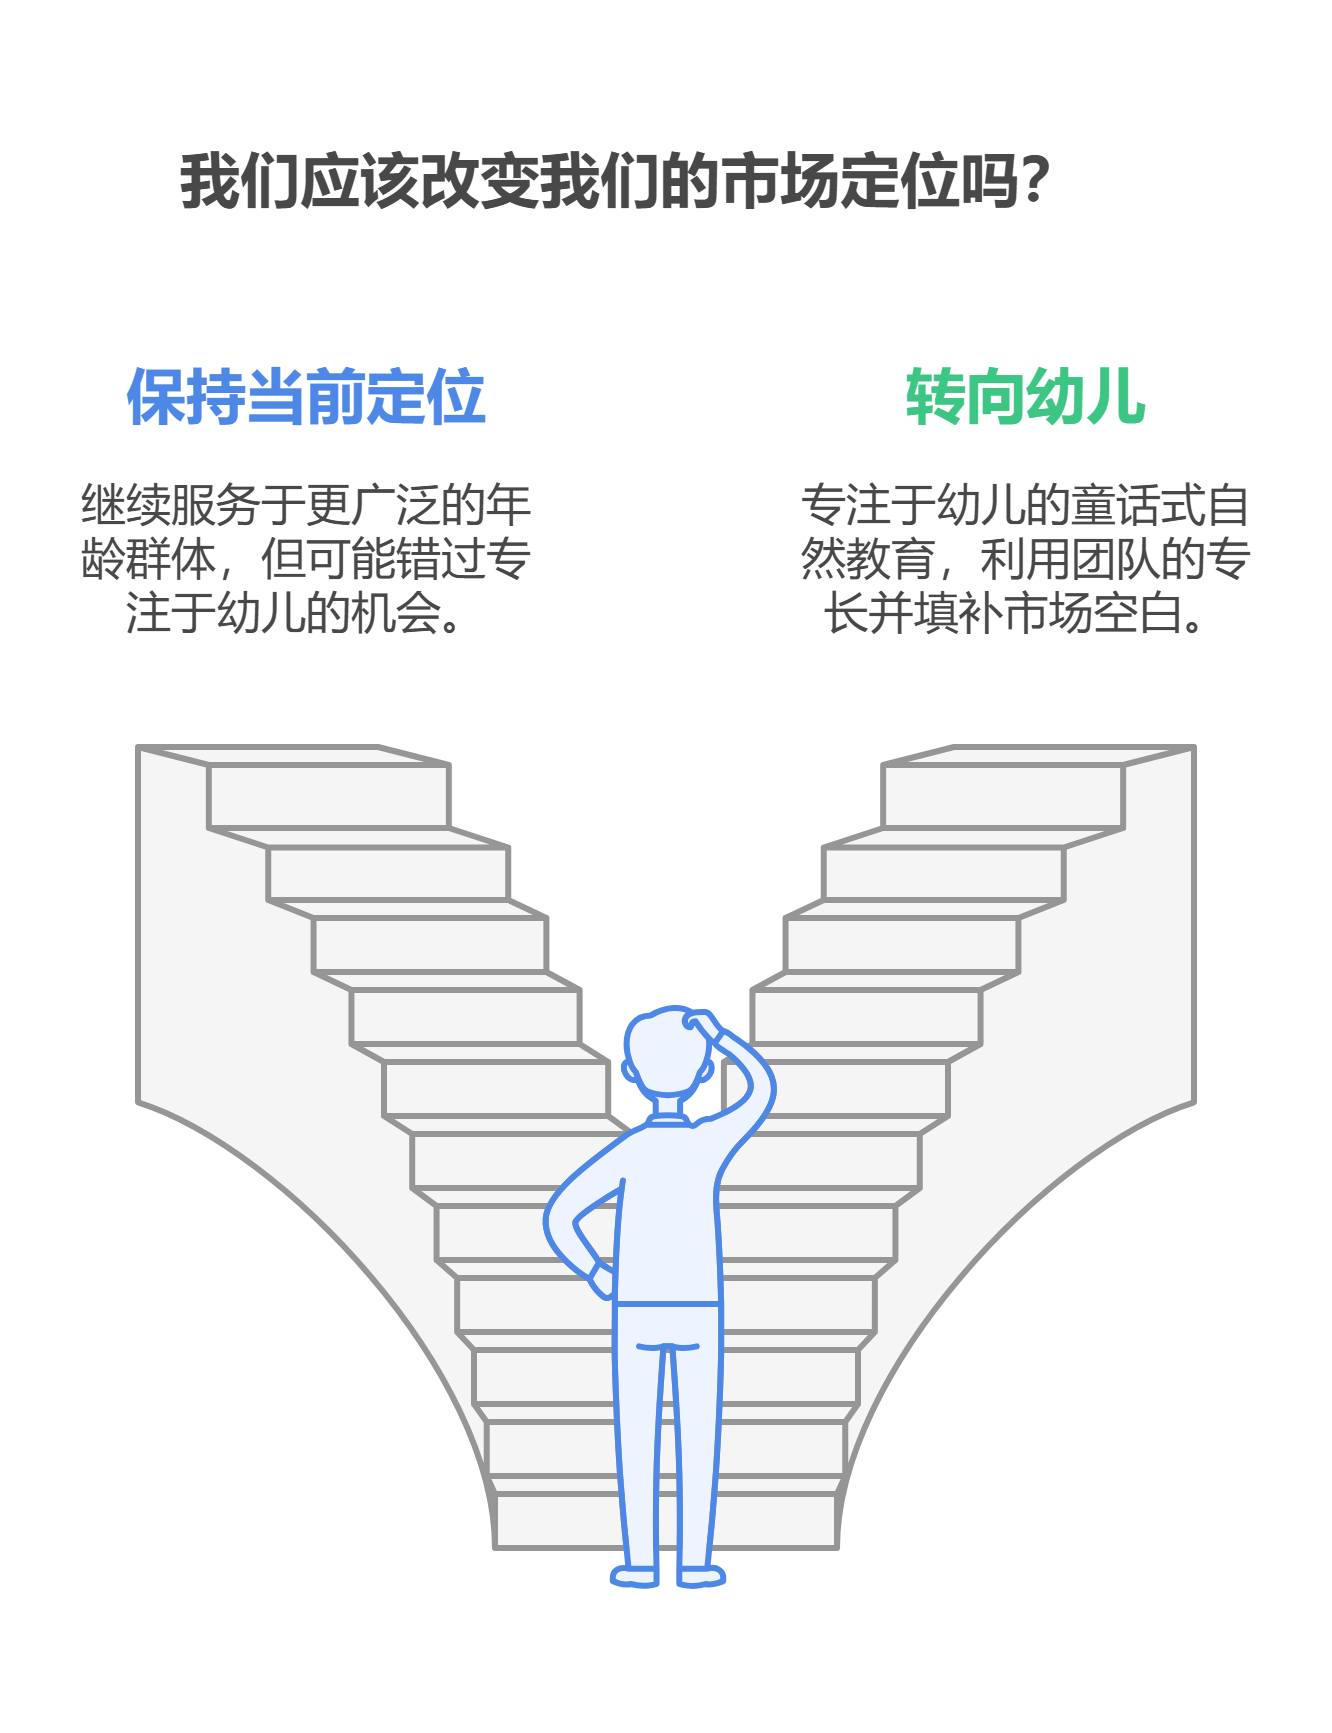 我们应该改变我们的市场定位吗？
保持当前定位
继续服务于更广泛的年
龄群体，但可能错过专
注于幼儿的机会。
转向幼儿
专注于幼儿的童话式自
然教育，利用团队的专
长并填补市场空白。